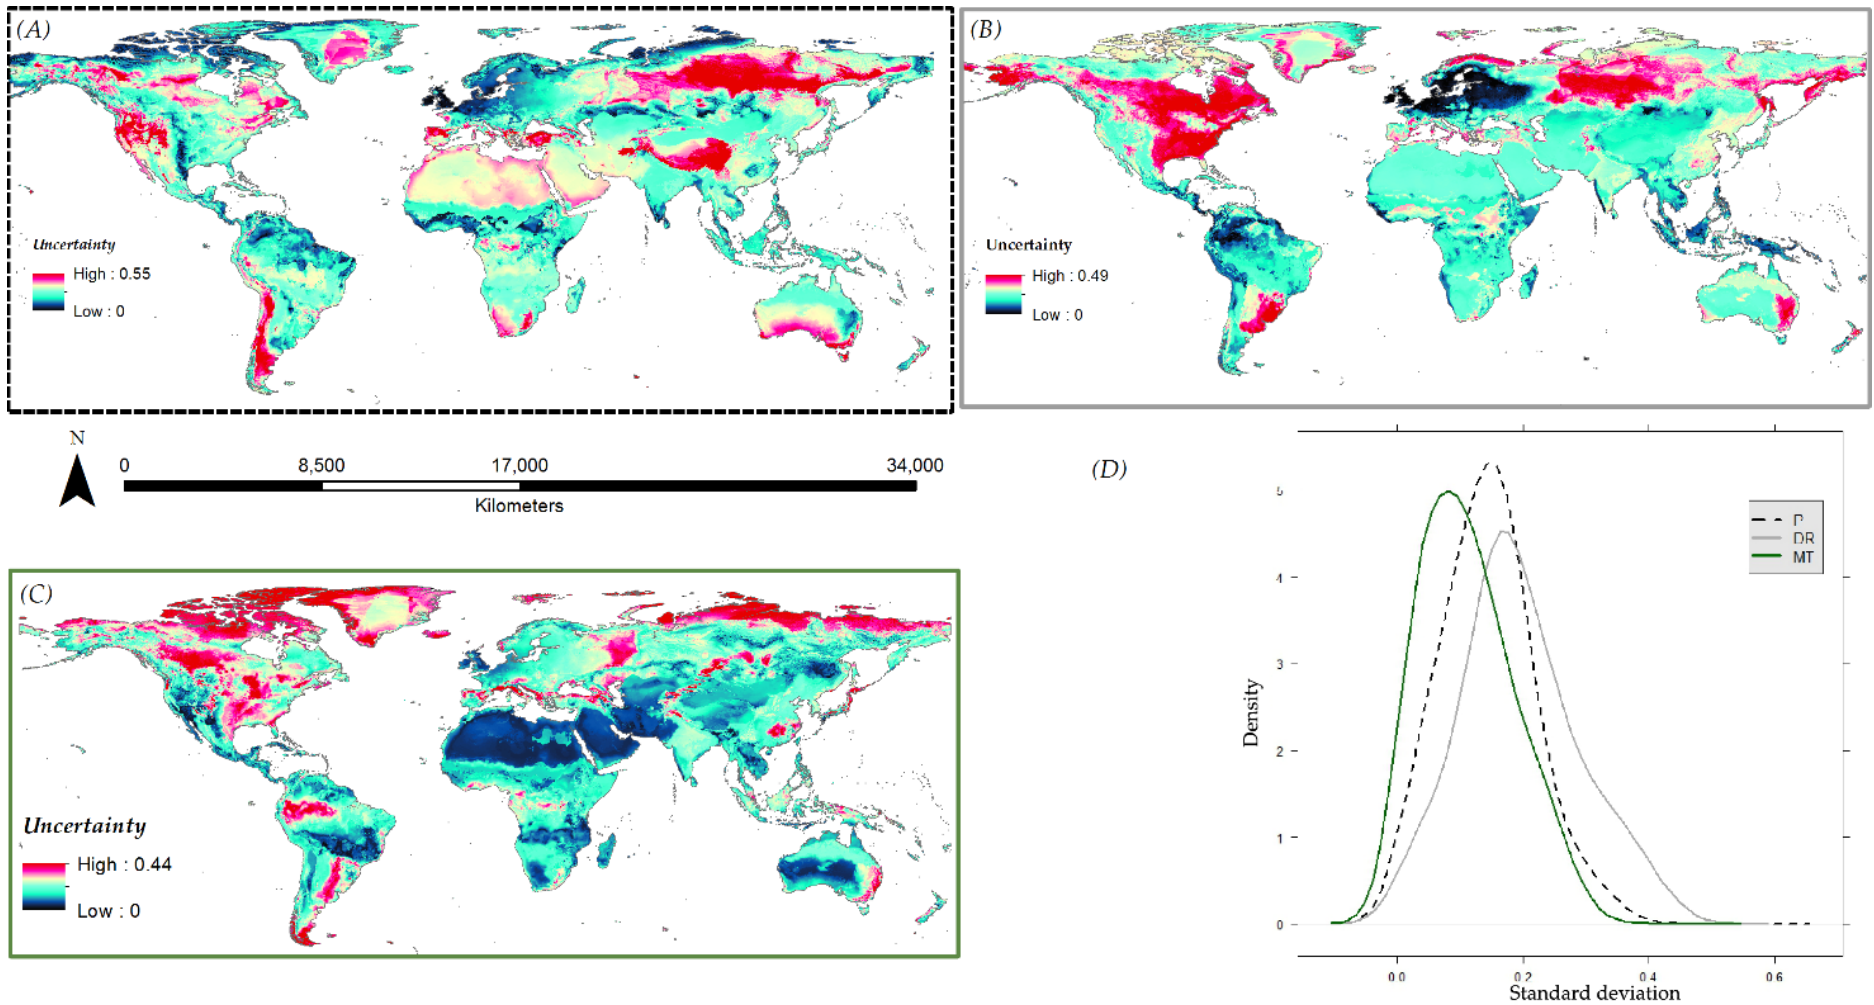 (A)
Uncertainty
High : 0.55
Low : 0
(B)
Uncertainty
High : 0.49
Low : 0
N
0 8,500 17,000 34,000
Kilometers
(C)
Uncertainty
High : 0.44
Low : 0
(D)
5
4
3
2
1
0
Density
DR
MT
0.0 0.2 0.4 0.6
Standard deviation